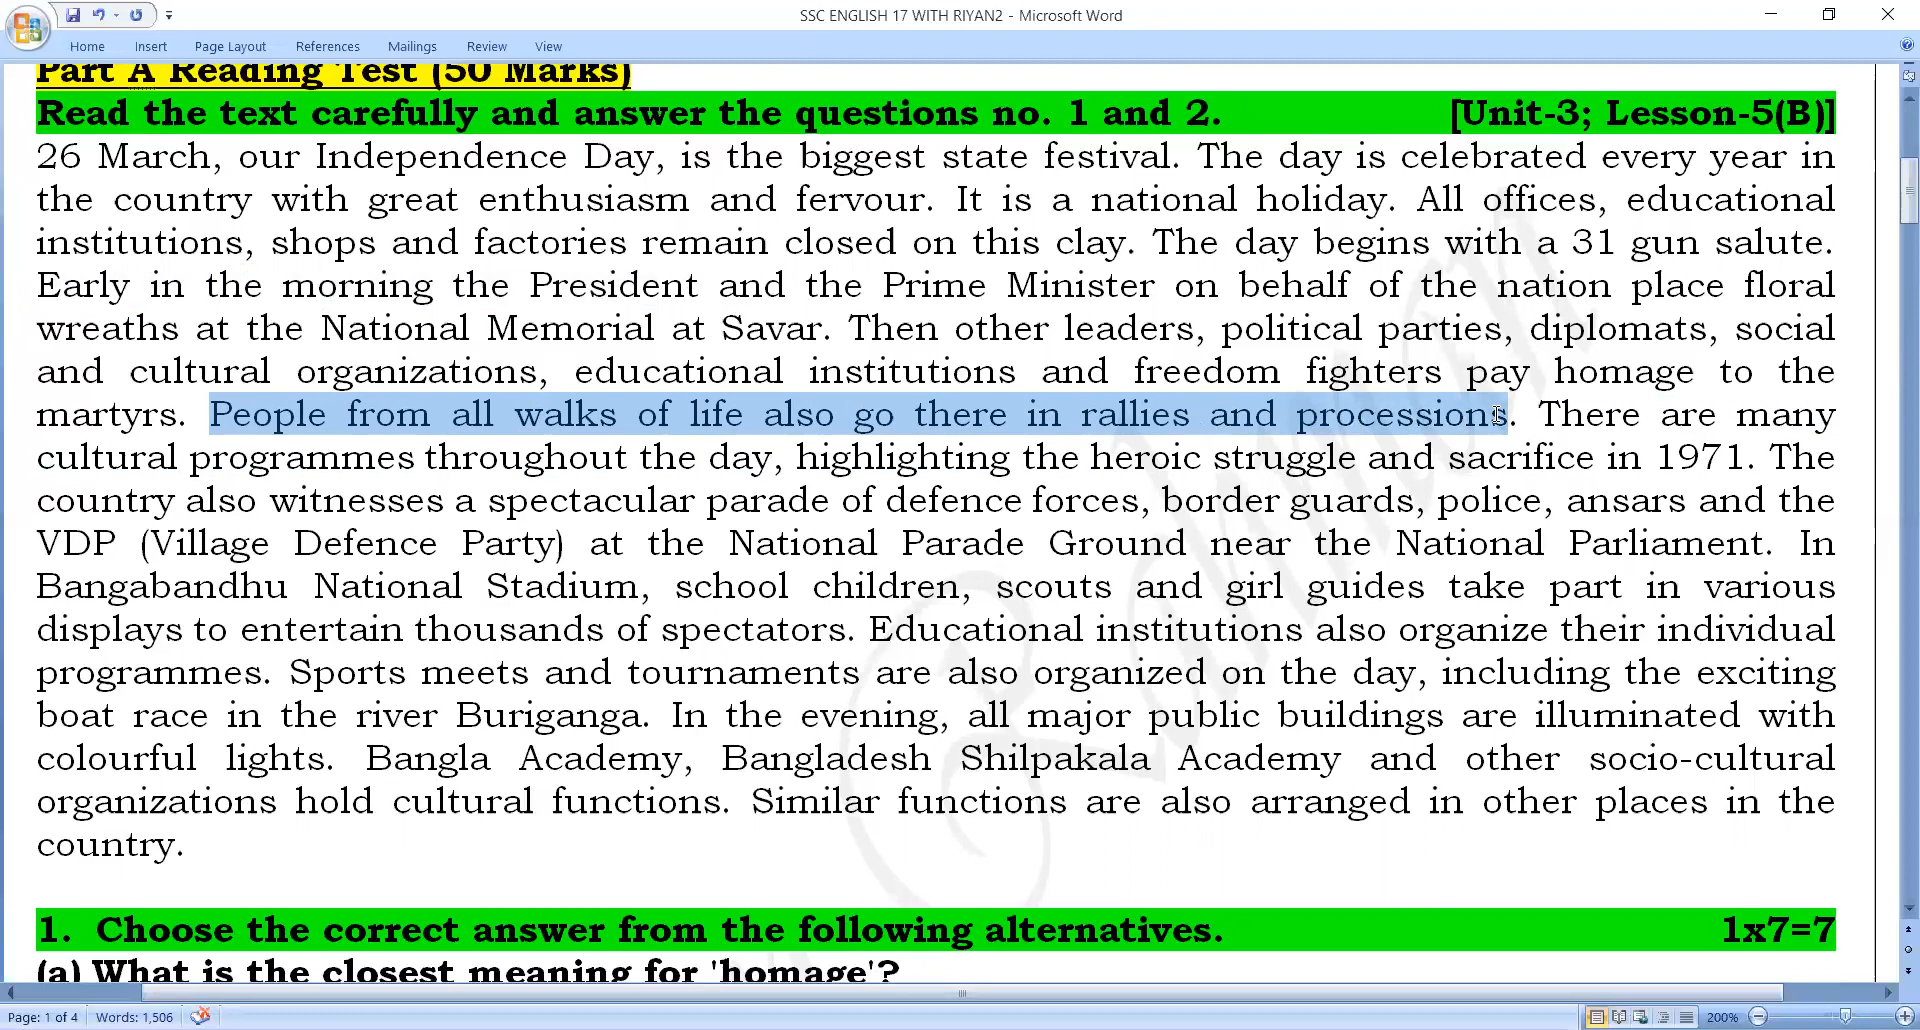 SSC ENGLISH 17 WITH RIYAN2 - Microsoft Word
Home Insert Page Layout References Mailings Review View
Part A Reading Test (50 Marks)
Read the text carefully and answer the questions no. 1 and 2. [Unit-3; Lesson-5(B)]
26 March, our Independence Day, is the biggest state festival. The day is celebrated every year in
the country with great enthusiasm and fervour. It is a national holiday. All offices, educational
institutions, shops and factories remain closed on this clay. The day begins with a 31 gun salute.
Early in the morning the President and the Prime Minister on behalf of the nation place floral
wreaths at the National Memorial at Savar. Then other leaders, political parties, diplomats, social
and cultural organizations, educational institutions and freedom fighters pay homage to the
martyrs. People from all walks of life also go there in rallies and processions. There are many
cultural programmes throughout the day, highlighting the heroic struggle and sacrifice in 1971. The
country also witnesses a spectacular parade of defence forces, border guards, police, ansars and the
VDP (Village Defence Party) at the National Parade Ground near the National Parliament. In
Bangabandhu National Stadium, school children, scouts and girl guides take part in various
displays to entertain thousands of spectators. Educational institutions also organize their individual
programmes. Sports meets and tournaments are also organized on the day, including the exciting
boat race in the river Buriganga. In the evening, all major public buildings are illuminated with
colourful lights. Bangla Academy, Bangladesh Shilpakala Academy and other socio-cultural
organizations hold cultural functions. Similar functions are also arranged in other places in the
country.
1. Choose the correct answer from the following alternatives. 1x7=7
(a) What is the closest meaning for 'homage'?
Page: 1 of 4 Words: 1,506 200%